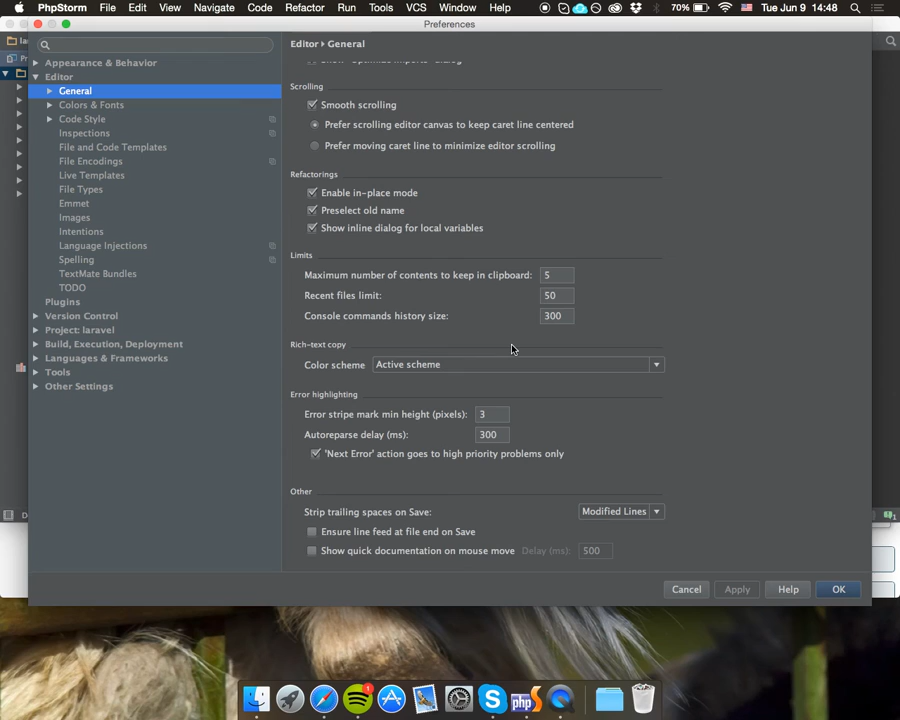 PhpStorm File Edit View Navigate Code Refactor Run Tools VCS Window Help 70% Tue Jun 9 14:48
Preferences
Appearance & Behavior
Editor
General
Colors & Fonts
Code Style
Inspections
File and Code Templates
File Encodings
Live Templates
File Types
Emmet
Images
Intentions
Language Injections
Spelling
TextMate Bundles
TODO
Plugins
Version Control
Project: laravel
Build, Execution, Deployment
Languages & Frameworks
Tools
Other Settings
Editor › General
Scrolling
Smooth scrolling
Prefer scrolling editor canvas to keep caret line centered
Prefer moving caret line to minimize editor scrolling
Refactorings
Enable in-place mode
Preselect old name
Show inline dialog for local variables
Limits
Maximum number of contents to keep in clipboard: 5
Recent files limit: 50
Console commands history size: 300
Rich-text copy
Color scheme Active scheme
Error highlighting
Error stripe mark min height (pixels): 3
Autoreparse delay (ms): 300
'Next Error' action goes to high priority problems only
Other
Strip trailing spaces on Save: Modified Lines
Ensure line feed at file end on Save
Show quick documentation on mouse move Delay (ms): 500
Cancel Apply Help OK
1
php